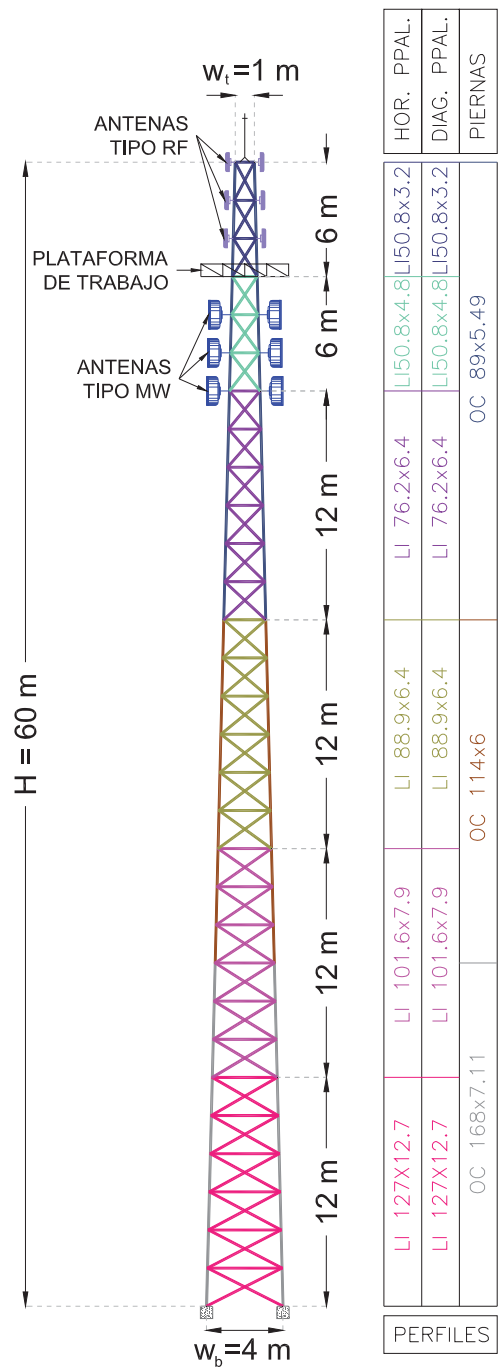 wt=1 m
ANTENAS
TIPO RF
PLATAFORMA
DE TRABAJO
ANTENAS
TIPO MW
H = 60 m
6 m
6 m
12 m
12 m
12 m
12 m
wb=4 m
HOR. PPAL.
DIAG. PPAL.
PIERNAS
LI50.8x3.2
LI50.8x3.2
LI50.8x4.8
LI50.8x4.8
OC 89x5.49
LI 76.2x6.4
LI 76.2x6.4
LI 88.9x6.4
LI 88.9x6.4
OC 114x6
LI 101.6x7.9
LI 101.6x7.9
OC 168x7.11
LI 127X12.7
LI 127X12.7
PERFILES